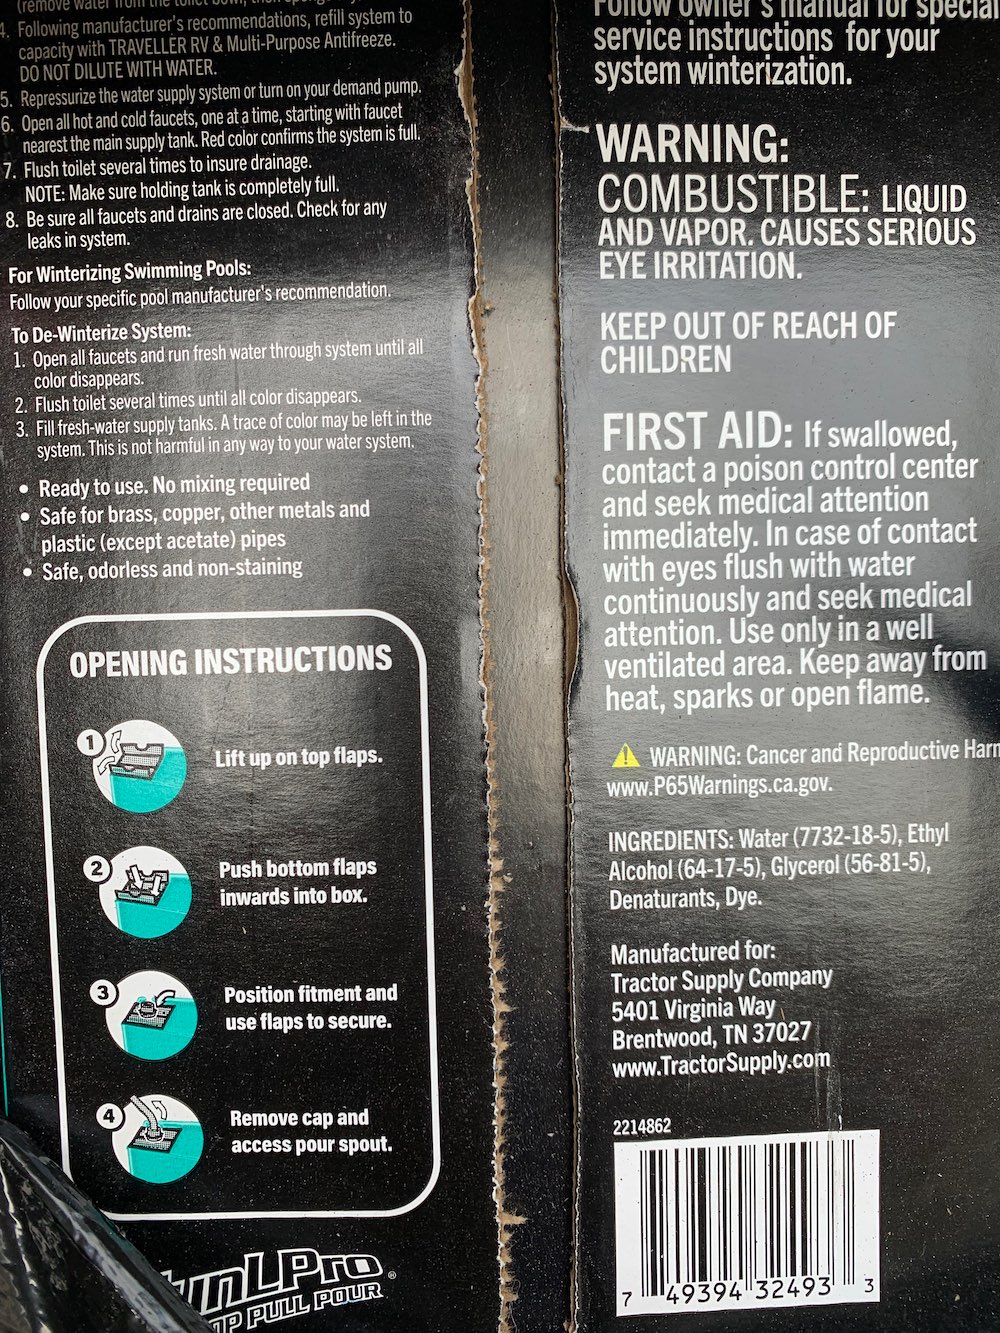 (remove water from the toilet bowl, then
4. Following manufacturer's recommendations, refill system to
capacity with TRAVELLER RV & Multi-Purpose Antifreeze.
DO NOT DILUTE WITH WATER.
5. Repressurize the water supply system or turn on your demand pump.
6. Open all hot and cold faucets, one at a time, starting with faucet
nearest the main supply tank. Red color confirms the system is full.
7. Flush toilet several times to insure drainage.
NOTE: Make sure holding tank is completely full.
8. Be sure all faucets and drains are closed. Check for any
leaks in system.
For Winterizing Swimming Pools:
Follow your specific pool manufacturer's recommendation.
To De-Winterize System:
1. Open all faucets and run fresh water through system until all
color disappears.
2. Flush toilet several times until all color disappears.
3. Fill fresh-water supply tanks. A trace of color may be left in the
system. This is not harmful in any way to your water system.
• Ready to use. No mixing required
• Safe for brass, copper, other metals and
plastic (except acetate) pipes
• Safe, odorless and non-staining
OPENING INSTRUCTIONS
1 Lift up on top flaps.
2 Push bottom flaps
inwards into box.
3 Position fitment and
use flaps to secure.
4 Remove cap and
access pour spout.
PULL POUR
Follow owner's manual for special
service instructions for your
system winterization.
WARNING:
COMBUSTIBLE: LIQUID
AND VAPOR. CAUSES SERIOUS
EYE IRRITATION.
KEEP OUT OF REACH OF
CHILDREN
FIRST AID: If swallowed,
contact a poison control center
and seek medical attention
immediately. In case of contact
with eyes flush with water
continuously and seek medical
attention. Use only in a well
ventilated area. Keep away from
heat, sparks or open flame.
WARNING: Cancer and Reproductive Harm
www.P65Warnings.ca.gov.
INGREDIENTS: Water (7732-18-5), Ethyl
Alcohol (64-17-5), Glycerol (56-81-5),
Denaturants, Dye.
Manufactured for:
Tractor Supply Company
5401 Virginia Way
Brentwood, TN 37027
www.TractorSupply.com
2214862
7 49394 32493 3